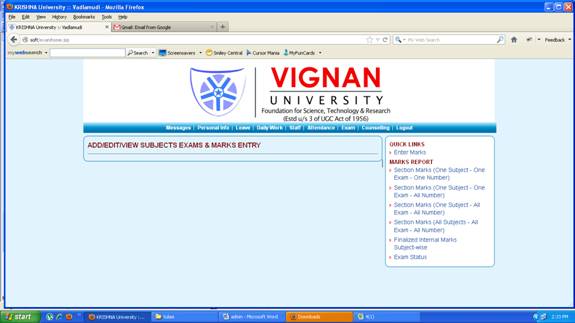 KRISHNA University :: Vadlamudi - Mozilla Firefox
File Edit View History Bookmarks Tools Help
KRISHNA University :: Vadlamudi × Gmail: Email from Google × +
My Web Search Feedback
mywebsearch Search Screensavers Smiley Central Cursor Mania MyFunCards
VIGNAN
UNIVERSITY
Foundation for Science, Technology & Research
(Estd u/s 3 of UGC Act of 1956)
Messages | Personal Info | Leave | Daily Work | Staff | Attendance | Exam | Counselling | Logout
ADD/EDIT/VIEW SUBJECTS EXAMS & MARKS ENTRY
QUICK LINKS
Enter Marks
MARKS REPORT
Section Marks (One Subject - One
Exam - One Number)
Section Marks (One Subject - One
Exam - All Number)
Section Marks (One Subject - All
Exam - All Number)
Section Marks (All Subjects - All
Exam - All Number)
Finalized Internal Marks
Subject-wise
Exam Status
start KRISHNA University :... tulasi admin - Microsoft Word Downloads 4(1) 2:33 PM